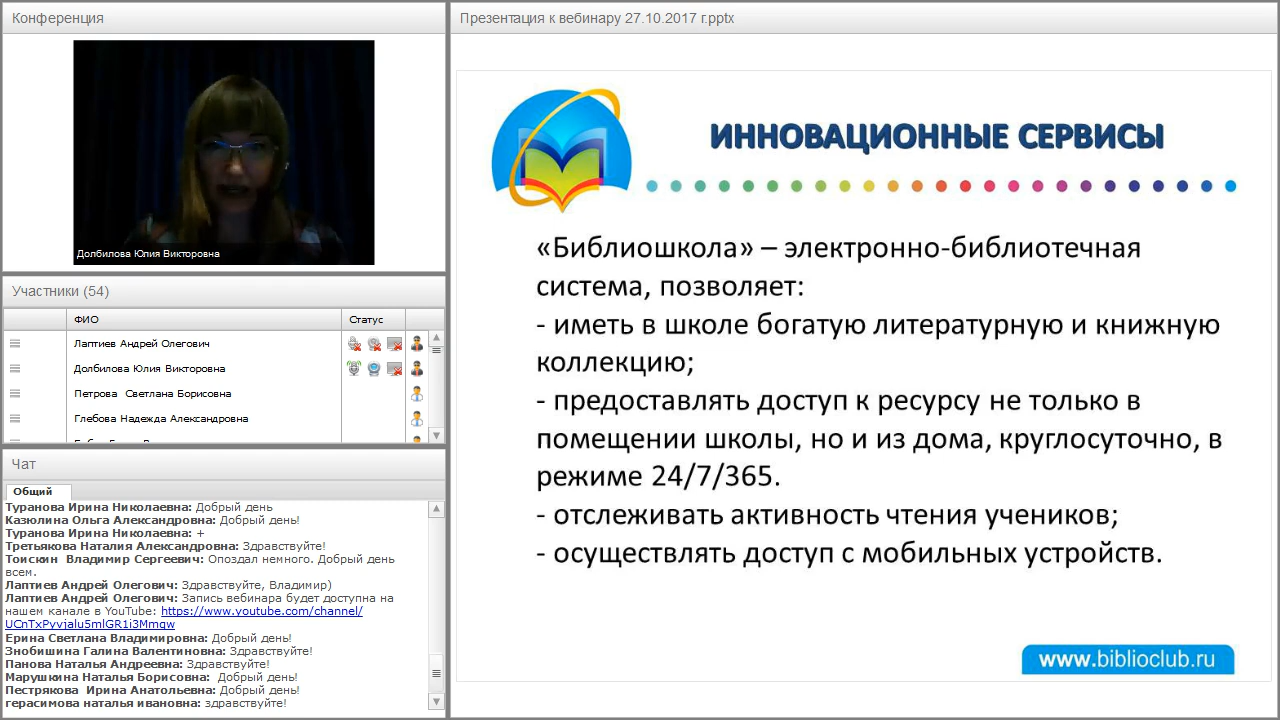 Конференция
Долбилова Юлия Викторовна
Участники (54)
ФИО Статус
Лаптиев Андрей Олегович
Долбилова Юлия Викторовна
Петрова Светлана Борисовна
Глебова Надежда Александровна
Чат
Общий
Туранова Ирина Николаевна: Добрый день
Казюлина Ольга Александровна: Добрый день!
Туранова Ирина Николаевна: +
Третьякова Наталия Александровна: Здравствуйте!
Тоискин Владимир Сергеевич: Опоздал немного. Добрый день
всем.
Лаптиев Андрей Олегович: Здравствуйте, Владимир)
Лаптиев Андрей Олегович: Запись вебинара будет доступна на
нашем канале в YouTube: https://www.youtube.com/channel/
UCnTxPyvjalu5mlGR1i3Mmqw
Ерина Светлана Владимировна: Добрый день!
Знобишина Галина Валентиновна: Здравствуйте!
Панова Наталья Андреевна: Здравствуйте!
Марушкина Наталья Борисовна: Добрый день!
Пестрякова Ирина Анатольевна: Добрый день!
герасимова наталья ивановна: здравствуйте!
Презентация к вебинару 27.10.2017 г.pptx
ИННОВАЦИОННЫЕ СЕРВИСЫ
«Библиошкола» – электронно-библиотечная
система, позволяет:
- иметь в школе богатую литературную и книжную
коллекцию;
- предоставлять доступ к ресурсу не только в
помещении школы, но и из дома, круглосуточно, в
режиме 24/7/365.
- отслеживать активность чтения учеников;
- осуществлять доступ с мобильных устройств.
www.biblioclub.ru